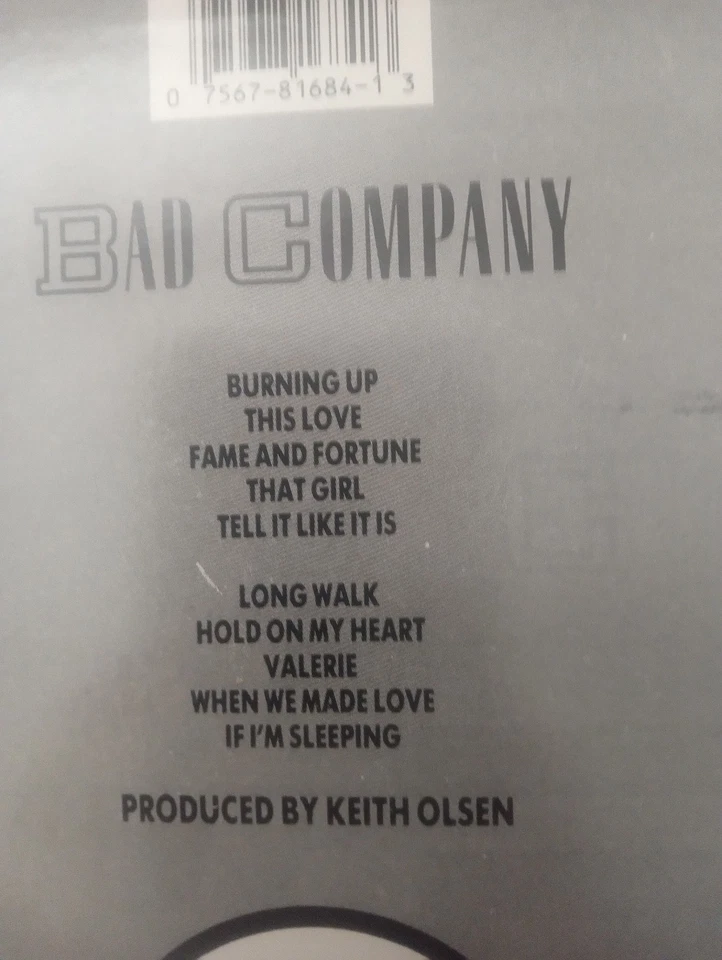 0 7567-81684-1 3
BAD COMPANY
BURNING UP
THIS LOVE
FAME AND FORTUNE
THAT GIRL
TELL IT LIKE IT IS
LONG WALK
HOLD ON MY HEART
VALERIE
WHEN WE MADE LOVE
IF I'M SLEEPING
PRODUCED BY KEITH OLSEN